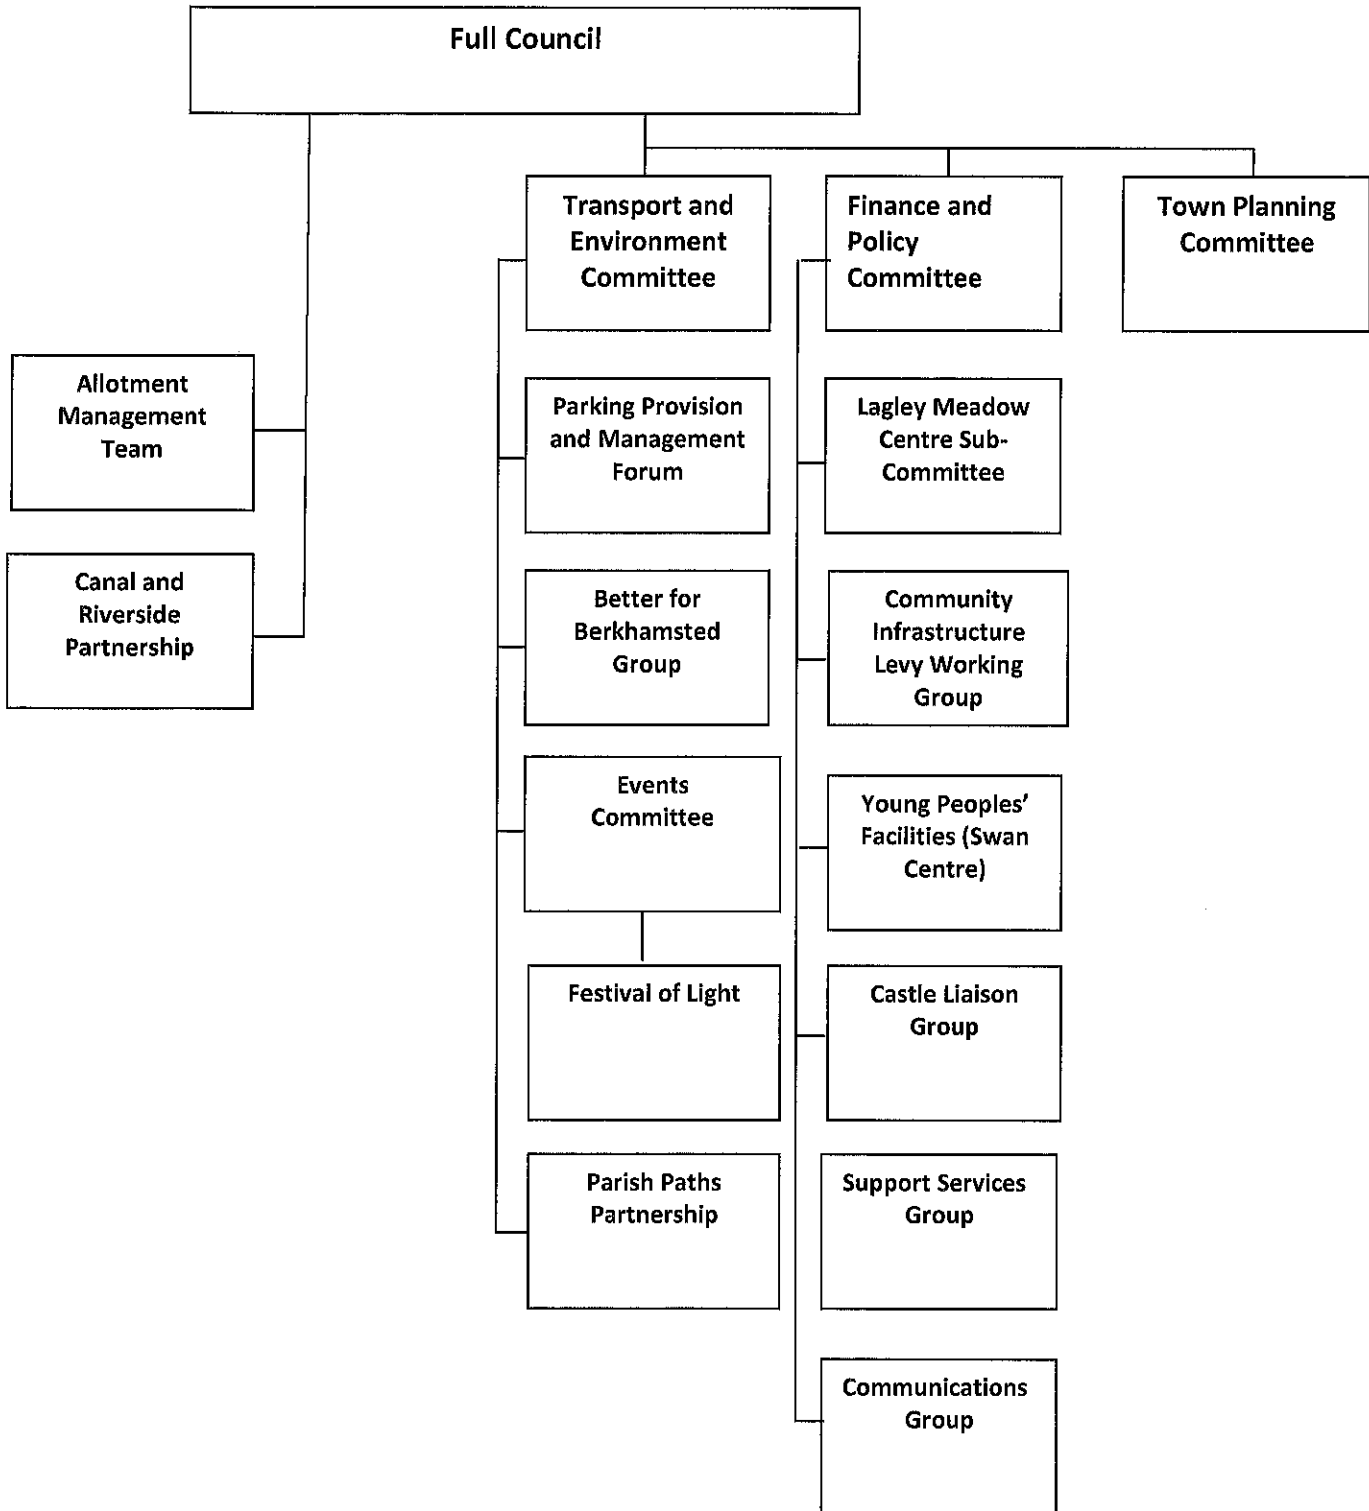 Full Council
Transport and
Environment
Committee
Finance and
Policy
Committee
Town Planning
Committee
Allotment
Management
Team
Canal and
Riverside
Partnership
Parking Provision
and Management
Forum
Better for
Berkhamsted
Group
Events
Committee
Festival of Light
Parish Paths
Partnership
Lagley Meadow
Centre Sub-
Committee
Community
Infrastructure
Levy Working
Group
Young Peoples’
Facilities (Swan
Centre)
Castle Liaison
Group
Support Services
Group
Communications
Group